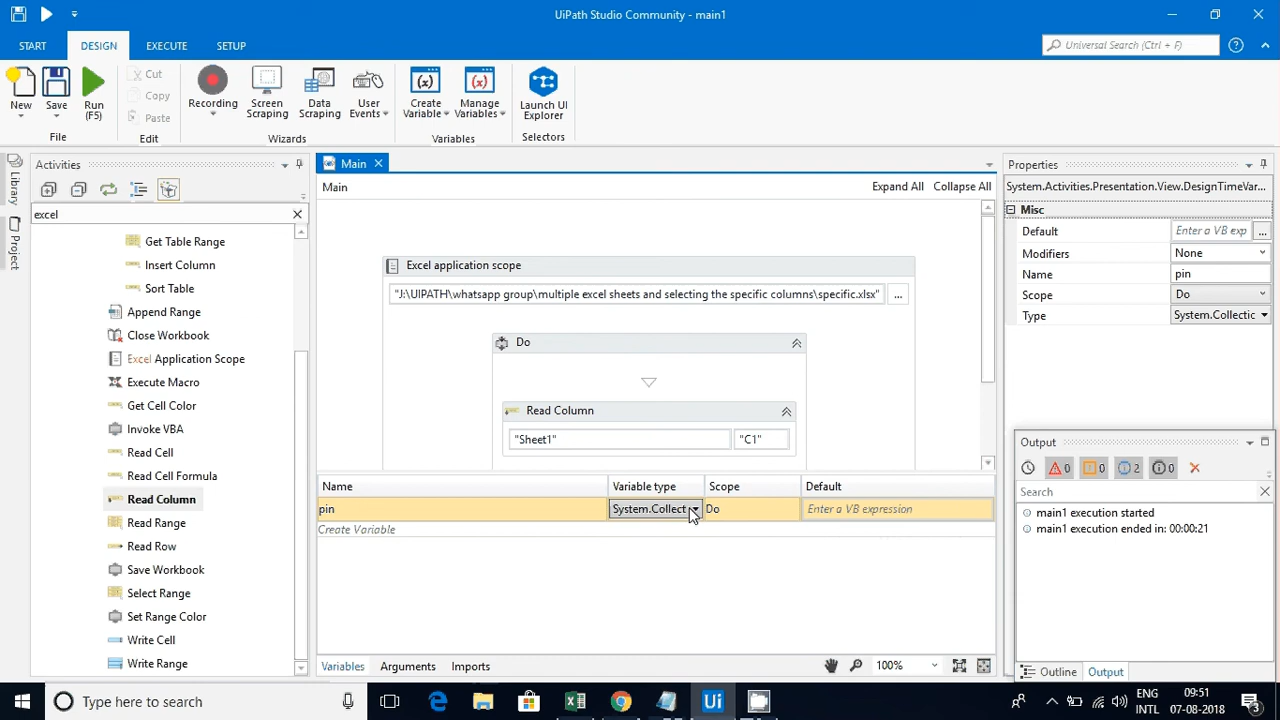 UiPath Studio Community - main1
START DESIGN EXECUTE SETUP
Universal Search (Ctrl + F)
New
Save
Run
(F5)
File
Cut
Copy
Paste
Edit
Recording
Screen
Scraping
Data
Scraping
User
Events
Wizards
Create
Variable
Manage
Variables
Variables
Launch UI
Explorer
Selectors
Library
Project
Activities
excel
Get Table Range
Insert Column
Sort Table
Append Range
Close Workbook
Excel Application Scope
Execute Macro
Get Cell Color
Invoke VBA
Read Cell
Read Cell Formula
Read Column
Read Range
Read Row
Save Workbook
Select Range
Set Range Color
Write Cell
Write Range
Main
Main
Expand All Collapse All
Excel application scope
"J:\UIPATH\whatsapp group\multiple excel sheets and selecting the specific columns\specific.xlsx" ...
Do
Read Column
"Sheet1" "C1"
Name Variable type Scope Default
pin System.Collect Do Enter a VB expression
Create Variable
Variables Arguments Imports
100%
Properties
System.Activities.Presentation.View.DesignTimeVar...
Misc
Default Enter a VB exp ...
Modifiers None
Name pin
Scope Do
Type System.Collectic
Output
0 0 2 0
Search
main1 execution started
main1 execution ended in: 00:00:21
Outline Output
Type here to search
Ui
ENG
INTL
09:51
07-08-2018
3